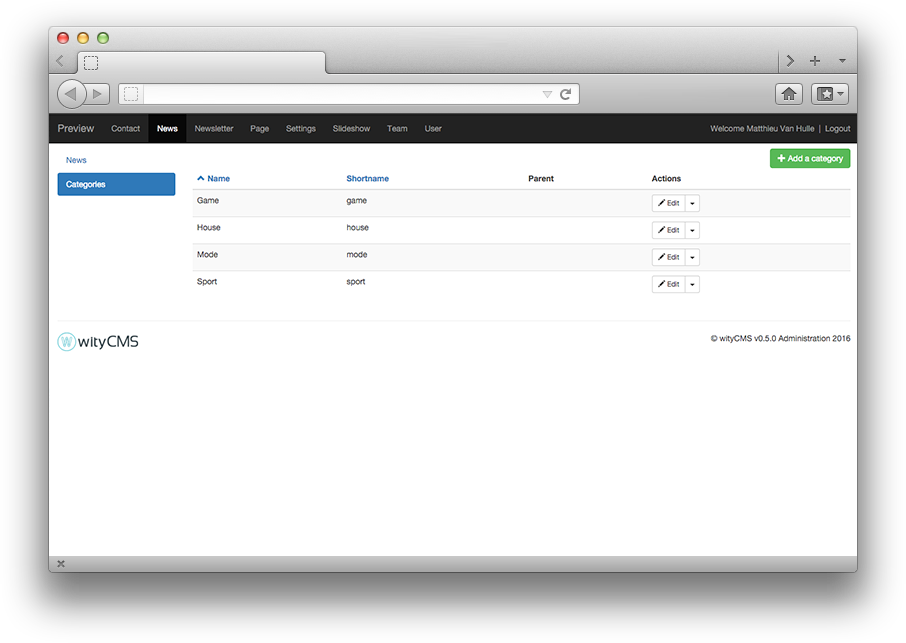 Preview Contact News Newsletter Page Settings Slideshow Team User Welcome Matthieu Van Hulle | Logout
News
+ Add a category
Categories
Name Shortname Parent Actions
Game game Edit
House house Edit
Mode mode Edit
Sport sport Edit
W wityCMS
© wityCMS v0.5.0 Administration 2016